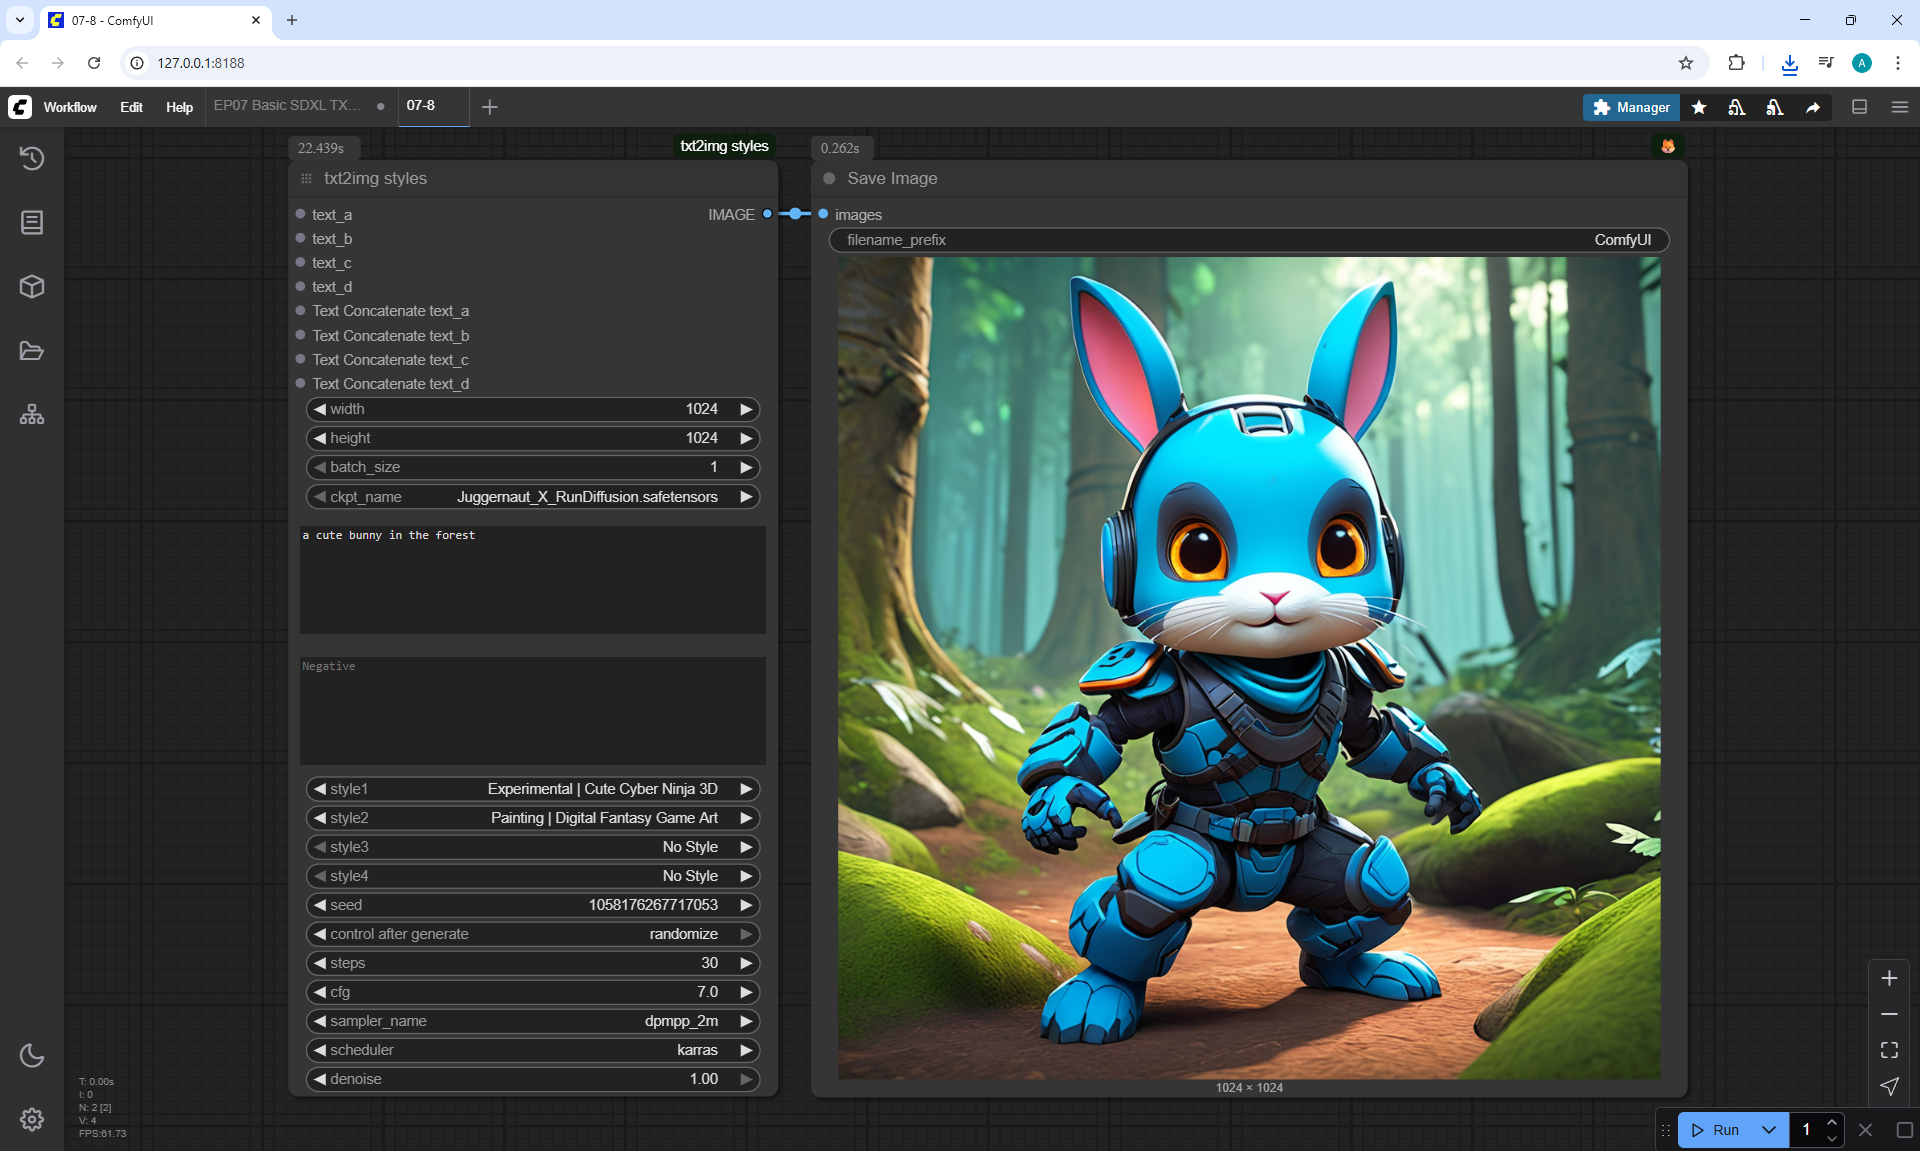 07-8 - ComfyUI
127.0.0.1:8188
A
Workflow Edit Help EP07 Basic SDXL TX... 07-8 Manager
22.439s txt2img styles 0.262s
txt2img styles
text_a IMAGE
text_b
text_c
text_d
Text Concatenate text_a
Text Concatenate text_b
Text Concatenate text_c
Text Concatenate text_d
width 1024
height 1024
batch_size 1
ckpt_name Juggernaut_X_RunDiffusion.safetensors
a cute bunny in the forest
Negative
style1 Experimental | Cute Cyber Ninja 3D
style2 Painting | Digital Fantasy Game Art
style3 No Style
style4 No Style
seed 1058176267717053
control after generate randomize
steps 30
cfg 7.0
sampler_name dpmpp_2m
scheduler karras
denoise 1.00
Save Image
images
filename_prefix ComfyUI
1024 × 1024
T: 0.00s
I: 0
N: 2 [2]
V: 4
FPS:61.73
Run 1